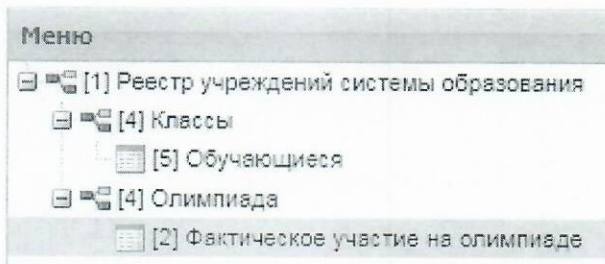 Меню
[1] Реестр учреждений системы образования
[4] Классы
[5] Обучающиеся
[4] Олимпиада
[2] Фактическое участие на олимпиаде